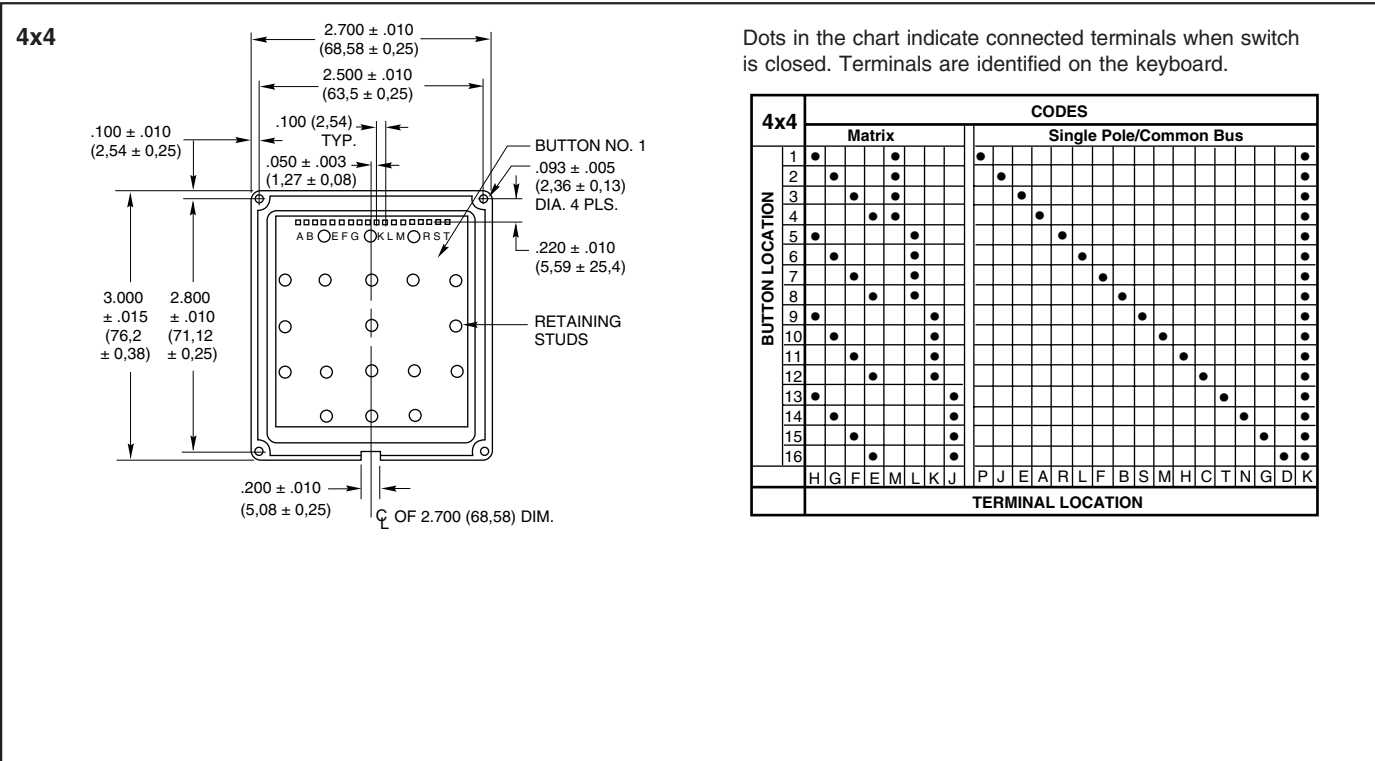 4x4
2.700 ± .010
(68,58 ± 0,25)
2.500 ± .010
(63,5 ± 0,25)
.100 (2,54)
TYP.
.100 ± .010
(2,54 ± 0,25)
.050 ± .003
(1,27 ± 0,08)
BUTTON NO. 1
.093 ± .005
(2,36 ± 0,13)
DIA. 4 PLS.
A B E F G K L M R S T
.220 ± .010
(5,59 ± 25,4)
3.000
± .015
(76,2
± 0,38)
2.800
± .010
(71,12
± 0,25)
RETAINING
STUDS
.200 ± .010
(5,08 ± 0,25)
CL OF 2.700 (68,58) DIM.
Dots in the chart indicate connected terminals when switch
is closed. Terminals are identified on the keyboard.
4x4
CODES
Matrix Single Pole/Common Bus
BUTTON LOCATION
1
2
3
4
5
6
7
8
9
10
11
12
13
14
15
16
H G F E M L K J P J E A R L F B S M H C T N G D K
TERMINAL LOCATION